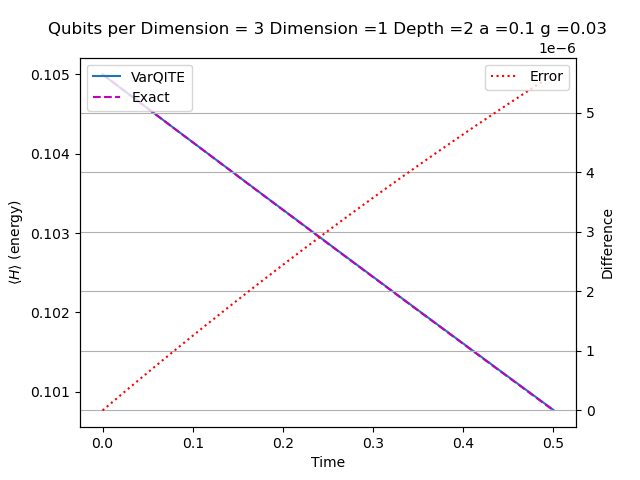 Qubits per Dimension = 3 Dimension =1 Depth =2 a =0.1 g =0.03
1e−6
VarQITE
Exact
Error
0.105
0.104
0.103
0.102
0.101
⟨H⟩ (energy)
5
4
3
2
1
0
Difference
0.0 0.1 0.2 0.3 0.4 0.5
Time